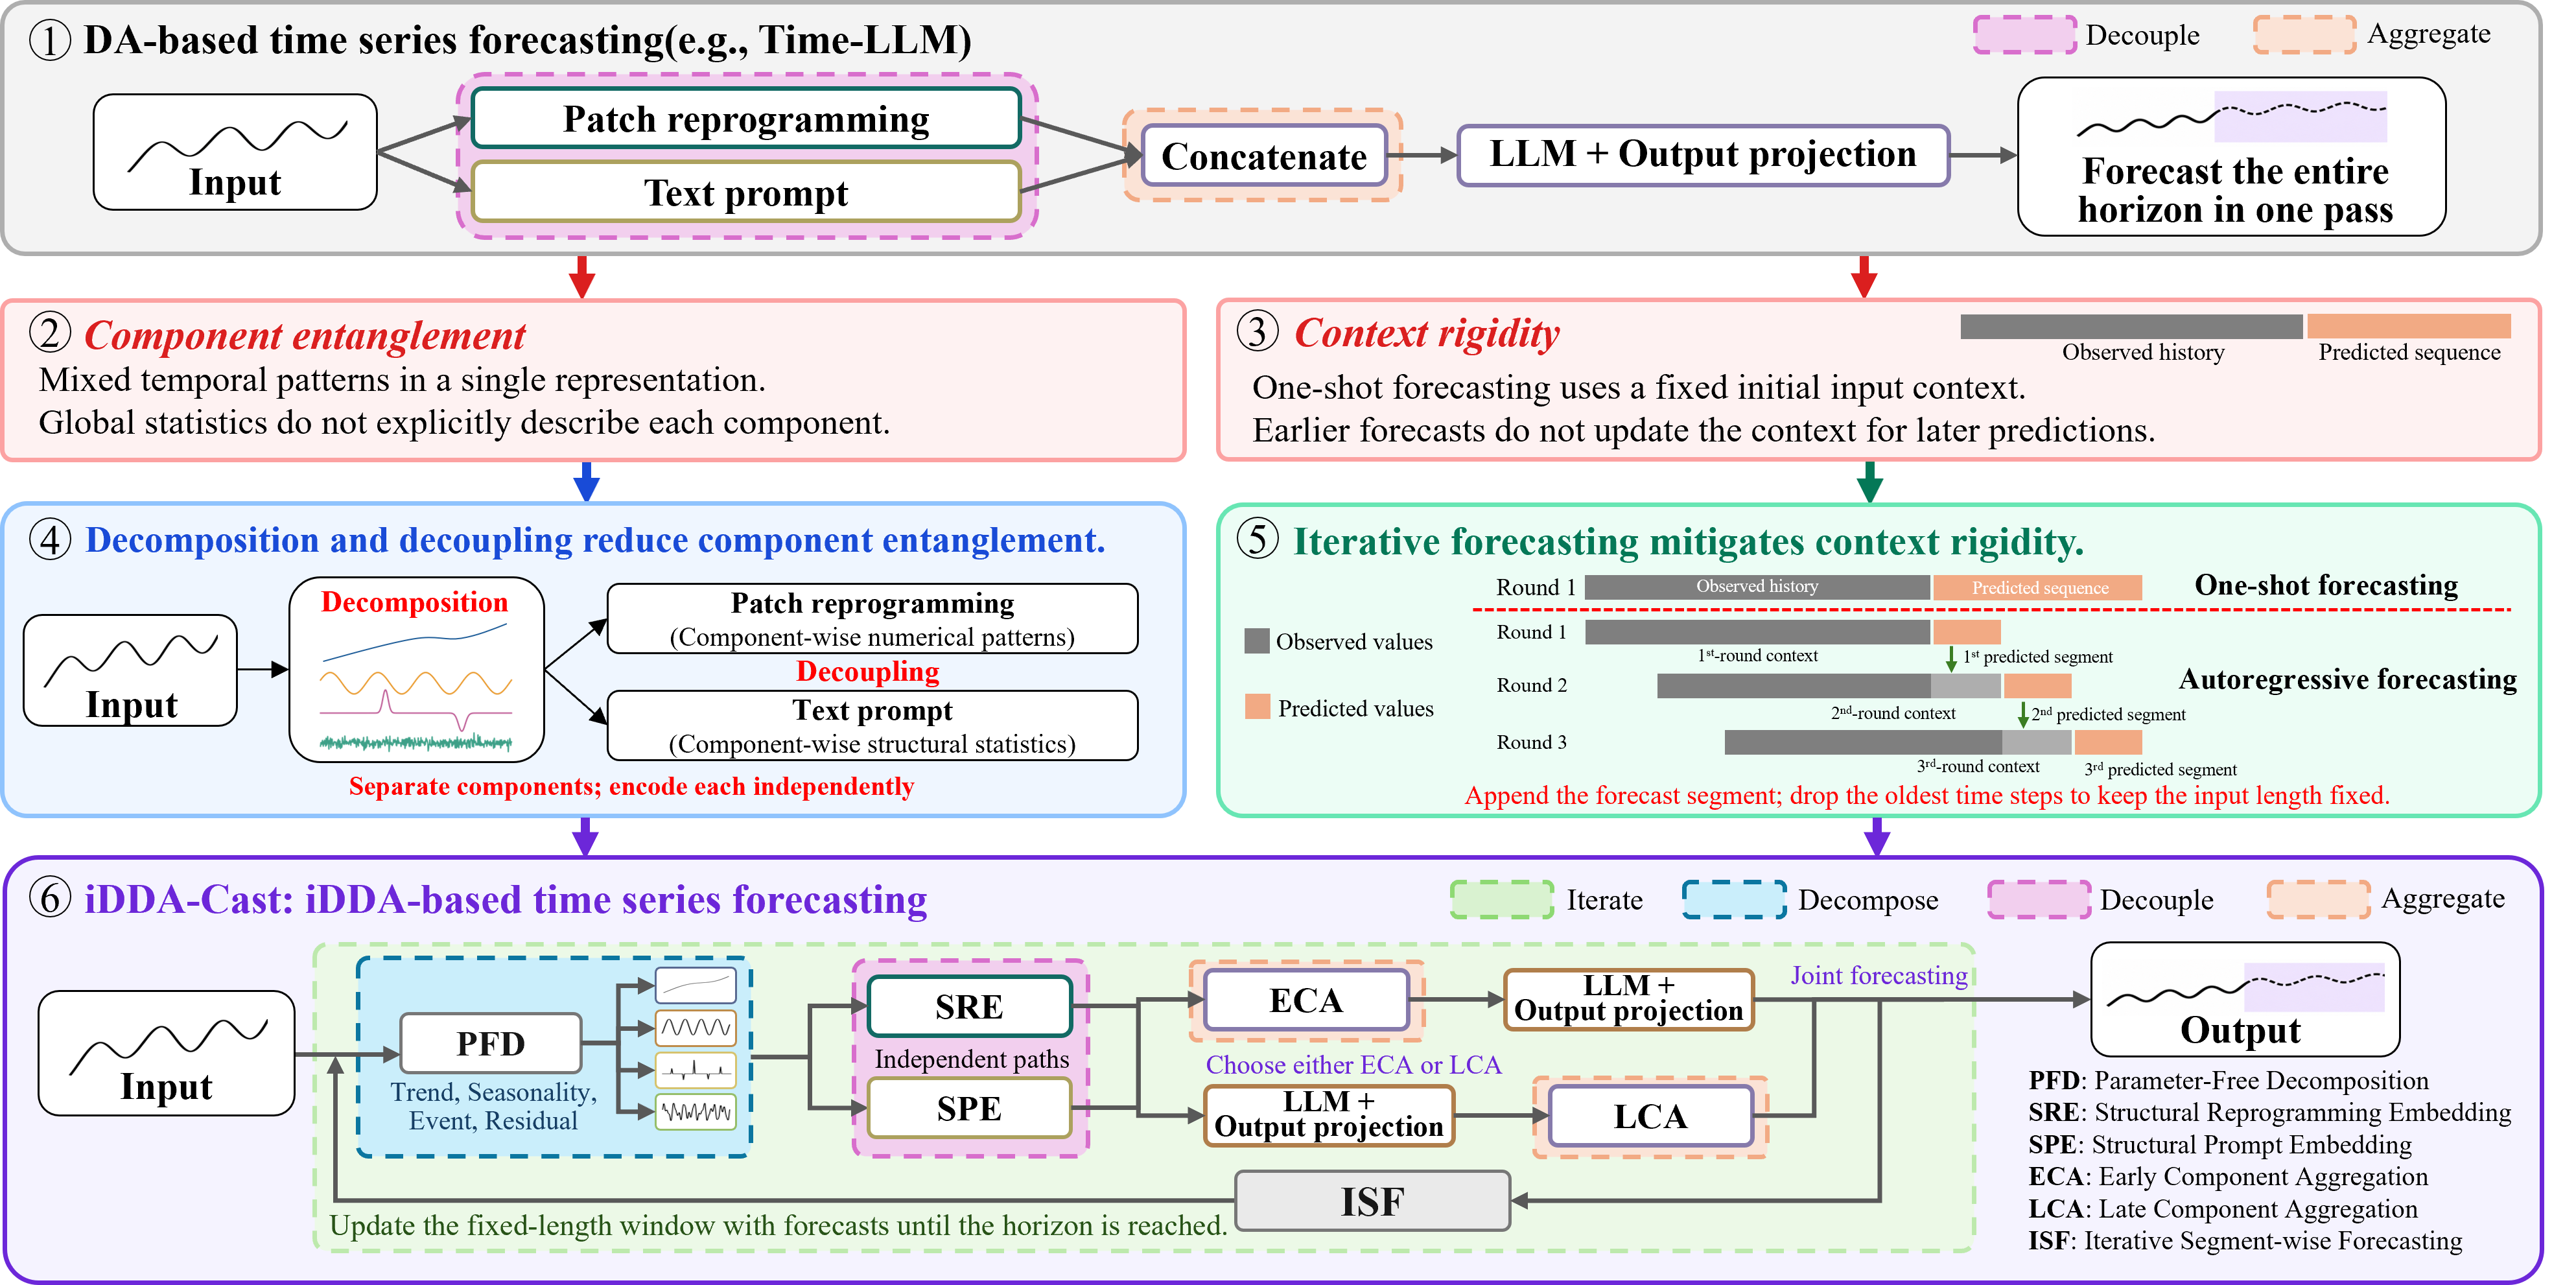 ① DA-based time series forecasting(e.g., Time-LLM)
Decouple
Aggregate
Input
Patch reprogramming
Text prompt
Concatenate
LLM + Output projection
Forecast the entire
horizon in one pass
② Component entanglement
Mixed temporal patterns in a single representation.
Global statistics do not explicitly describe each component.
③ Context rigidity
Observed history
Predicted sequence
One-shot forecasting uses a fixed initial input context.
Earlier forecasts do not update the context for later predictions.
④ Decomposition and decoupling reduce component entanglement.
Input
Decomposition
Patch reprogramming
(Component-wise numerical patterns)
Decoupling
Text prompt
(Component-wise structural statistics)
Separate components; encode each independently
⑤ Iterative forecasting mitigates context rigidity.
Round 1
Observed history
Predicted sequence
One-shot forecasting
Observed values
Predicted values
Round 1
1st-round context
1st predicted segment
Round 2
Autoregressive forecasting
2nd-round context
2nd predicted segment
Round 3
3rd-round context
3rd predicted segment
Append the forecast segment; drop the oldest time steps to keep the input length fixed.
⑥ iDDA-Cast: iDDA-based time series forecasting
Iterate
Decompose
Decouple
Aggregate
Input
PFD
Trend, Seasonality,
Event, Residual
SRE
Independent paths
SPE
ECA
LLM +
Output projection
Joint forecasting
Choose either ECA or LCA
LLM +
Output projection
LCA
ISF
Update the fixed-length window with forecasts until the horizon is reached.
Output
PFD: Parameter-Free Decomposition
SRE: Structural Reprogramming Embedding
SPE: Structural Prompt Embedding
ECA: Early Component Aggregation
LCA: Late Component Aggregation
ISF: Iterative Segment-wise Forecasting